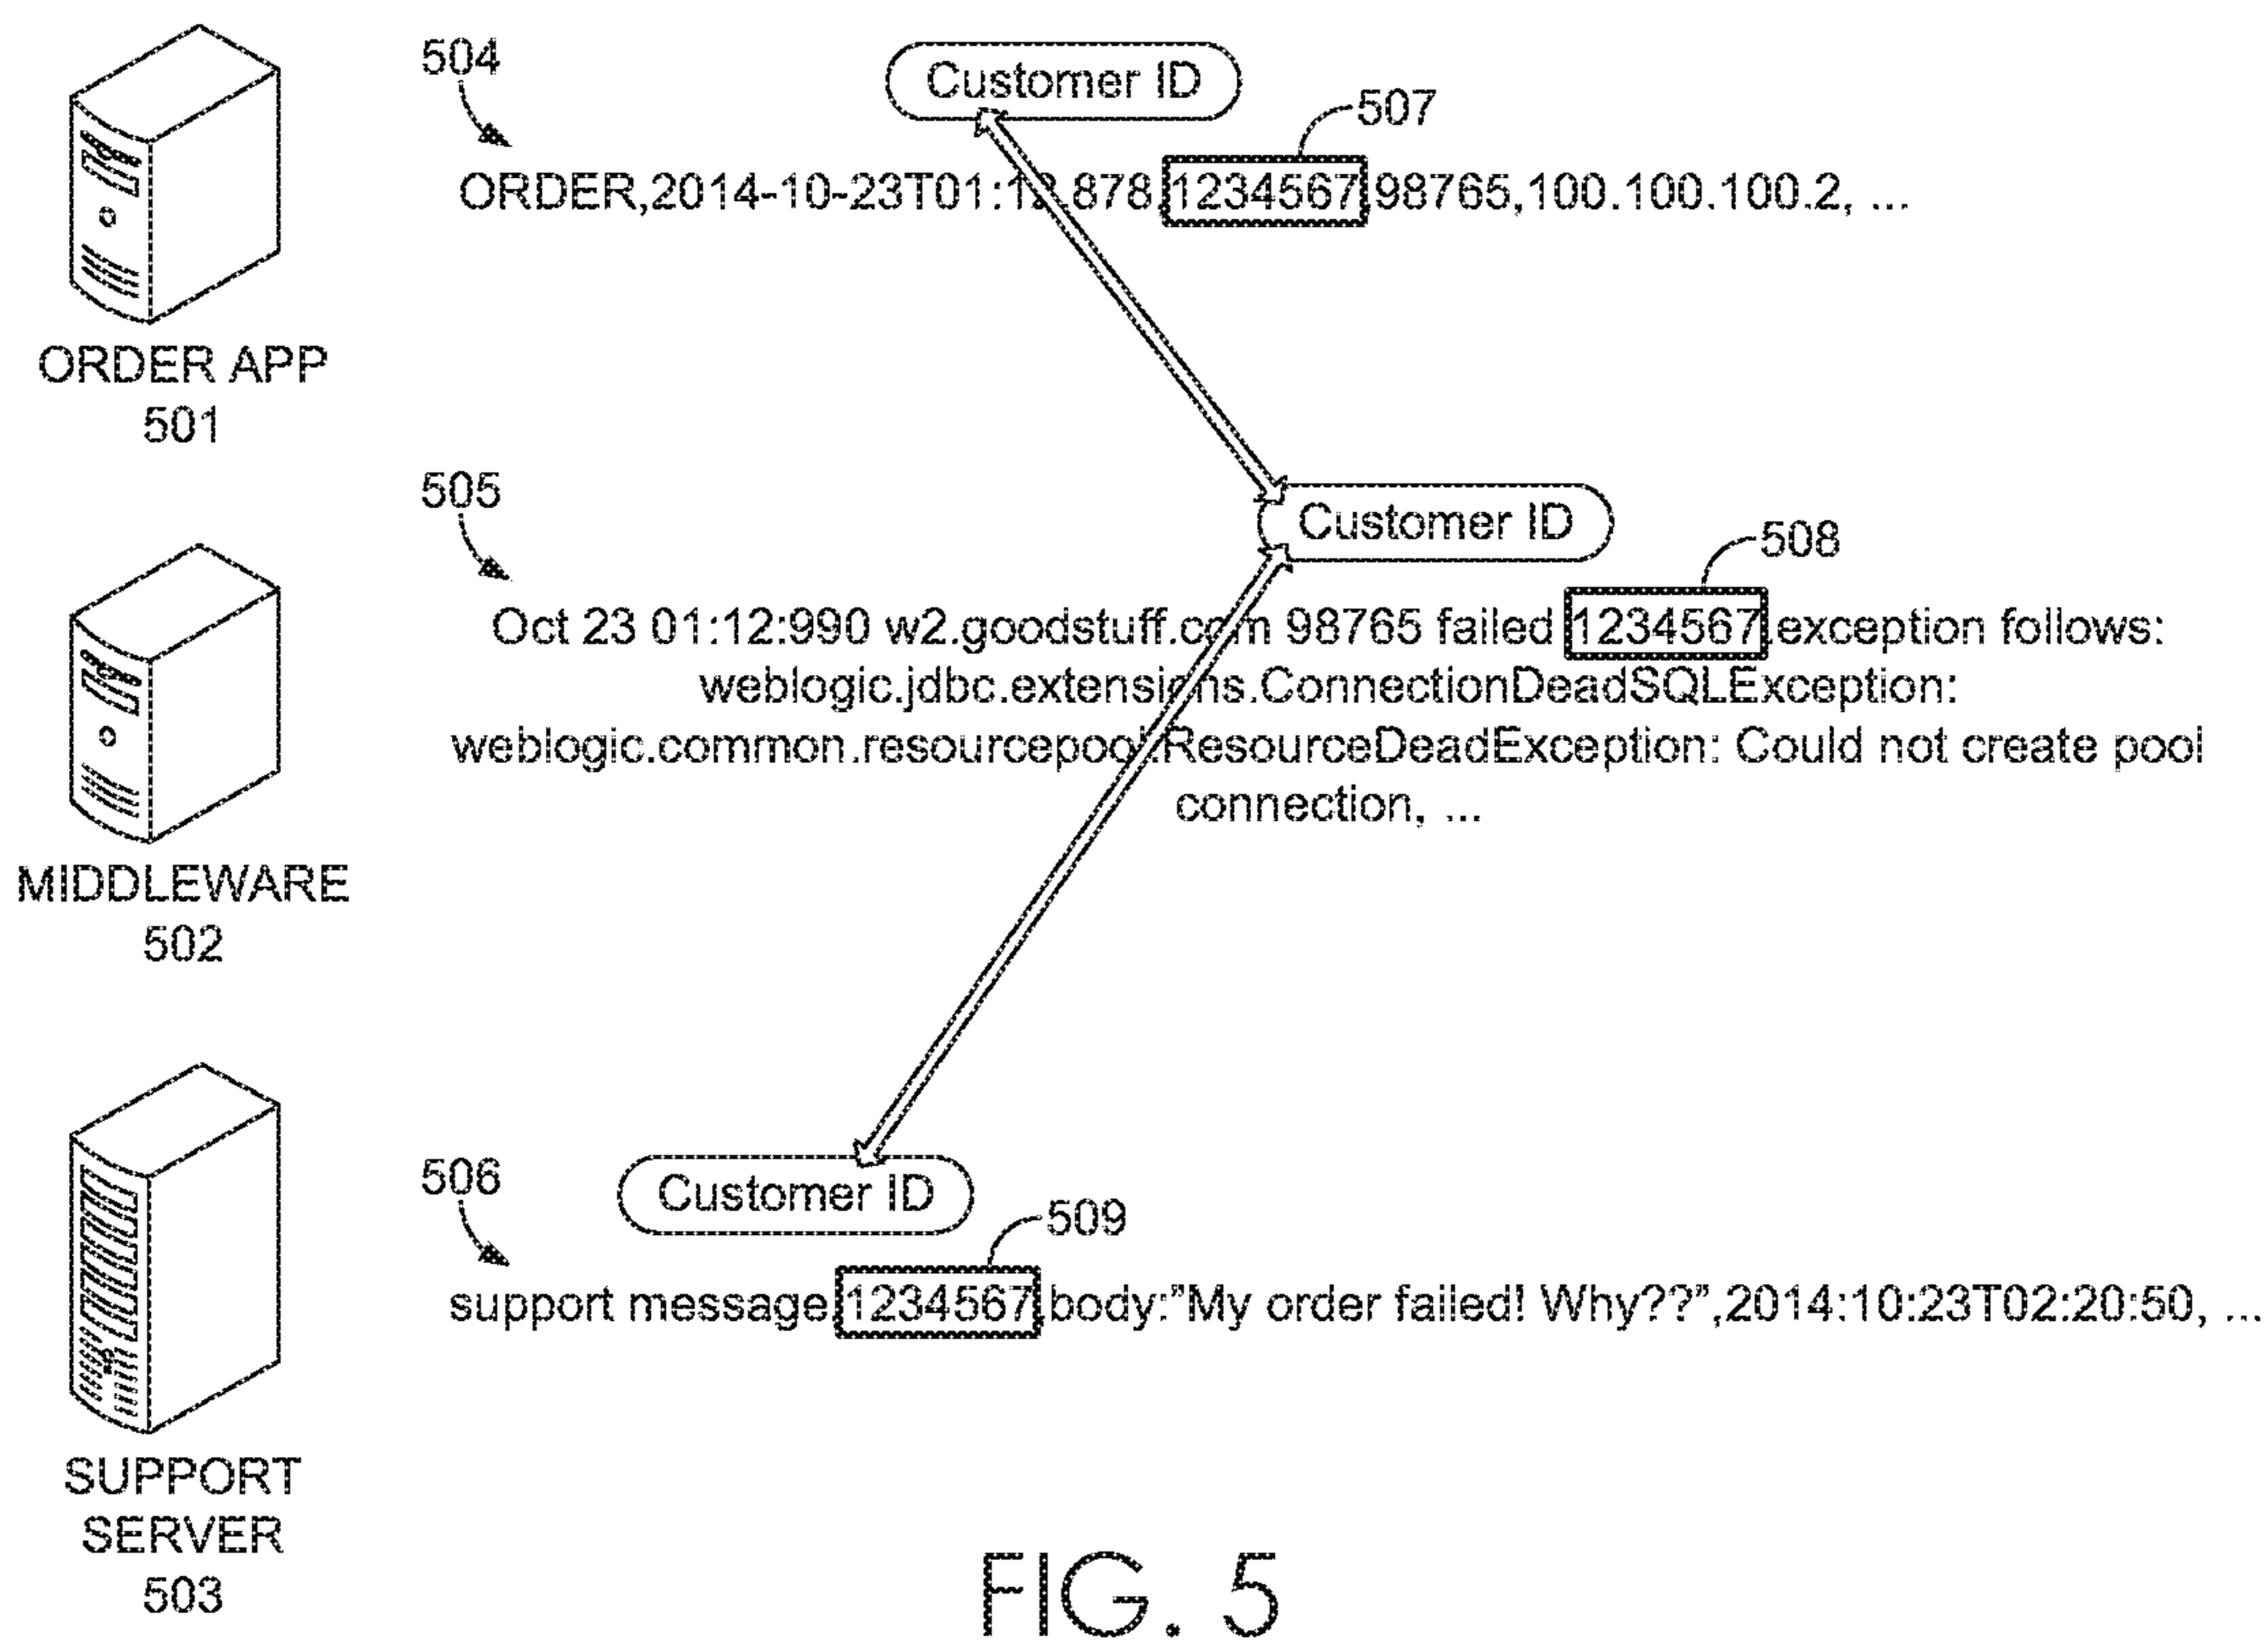 504
Customer ID
507
ORDER,2014-10-23T01:12.878,1234567,98765,100.100.100.2, ...
ORDER APP
501
505
Customer ID
508
Oct 23 01:12:990 w2.goodstuff.com 98765 failed 1234567,exception follows:
weblogic.jdbc.extensions.ConnectionDeadSQLException:
weblogic.common.resourcepool.ResourceDeadException: Could not create pool
connection, ...
MIDDLEWARE
502
506
Customer ID
509
support message,1234567,body:"My order failed! Why??",2014:10:23T02:20:50, ...
SUPPORT
SERVER
503
FIG. 5